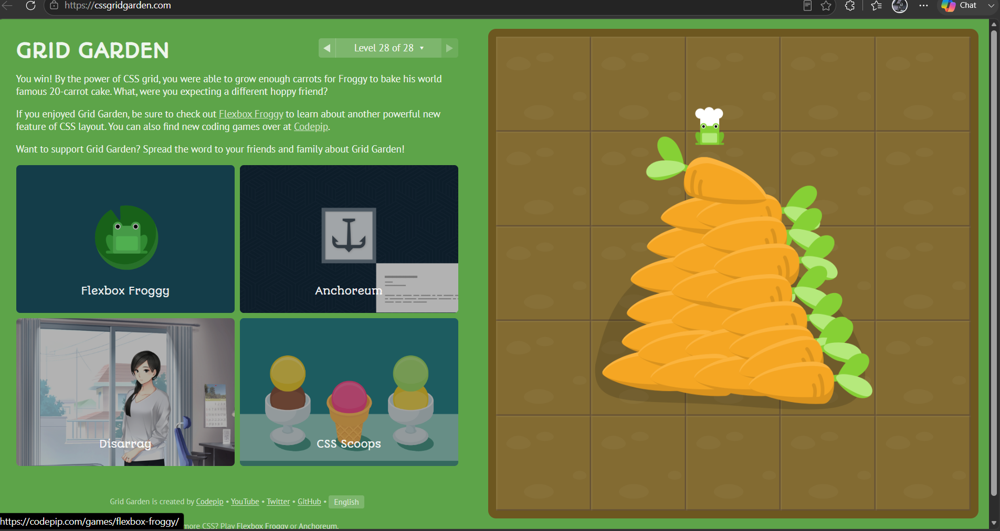 https://cssgridgarden.com
Chat
GRID GARDEN
Level 28 of 28
You win! By the power of CSS grid, you were able to grow enough carrots for Froggy to bake his world
famous 20-carrot cake. What, were you expecting a different hoppy friend?
If you enjoyed Grid Garden, be sure to check out Flexbox Froggy to learn about another powerful new
feature of CSS layout. You can also find new coding games over at Codepip.
Want to support Grid Garden? Spread the word to your friends and family about Grid Garden!
Flexbox Froggy
Anchoreum
Disarray
CSS Scoops
Grid Garden is created by Codepip • YouTube • Twitter • GitHub • English
https://codepip.com/games/flexbox-froggy/
more CSS? Play Flexbox Froggy or Anchoreum.